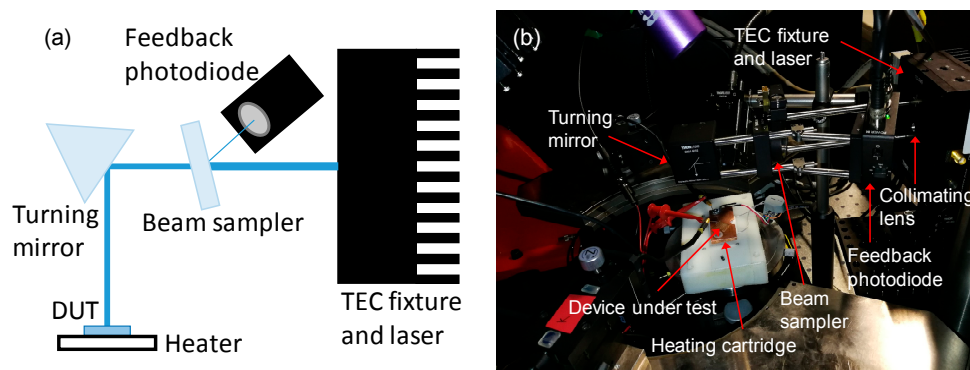 (a)
Feedback
photodiode
Turning
mirror
Beam sampler
DUT
Heater
TEC fixture
and laser
(b)
TEC fixture
and laser
Turning
mirror
Collimating
lens
Feedback
photodiode
Device under test
Beam
sampler
Heating cartridge